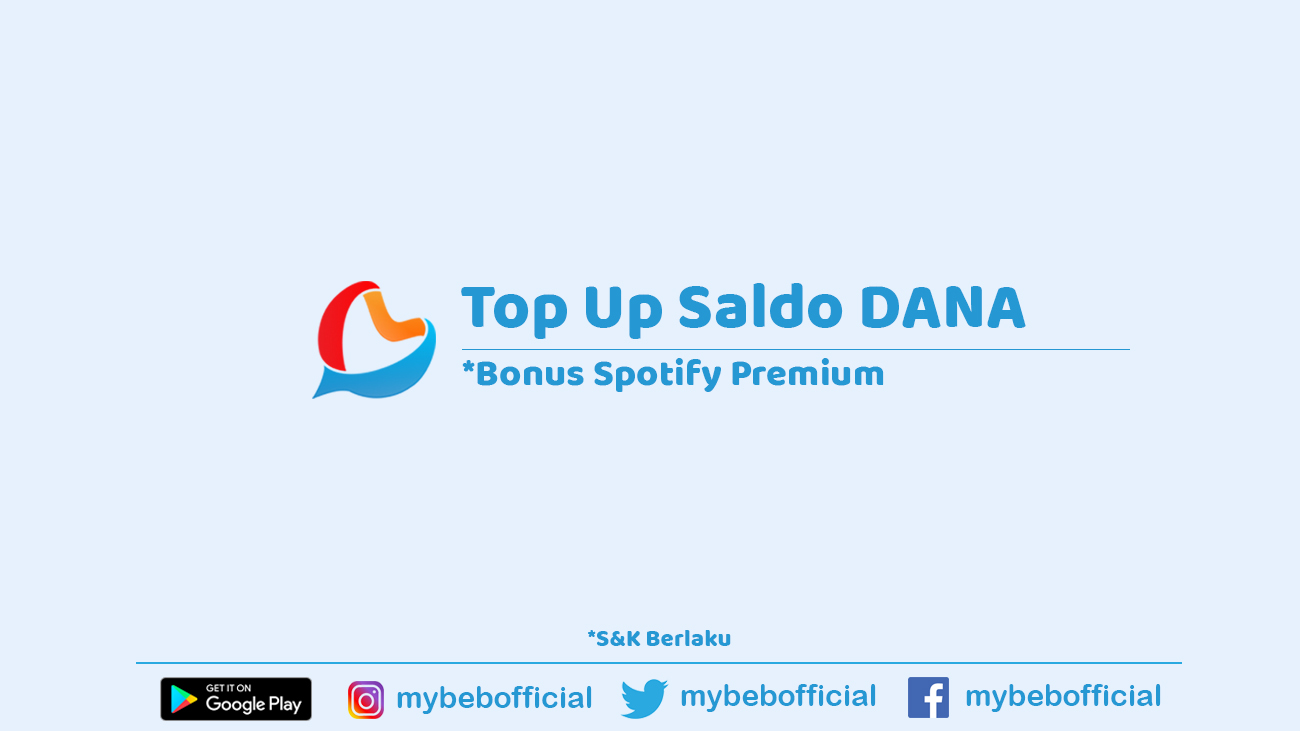 Top Up Saldo DANA
*Bonus Spotify Premium
*S&K Berlaku
GET IT ON
Google Play
mybebofficial
mybebofficial
mybebofficial